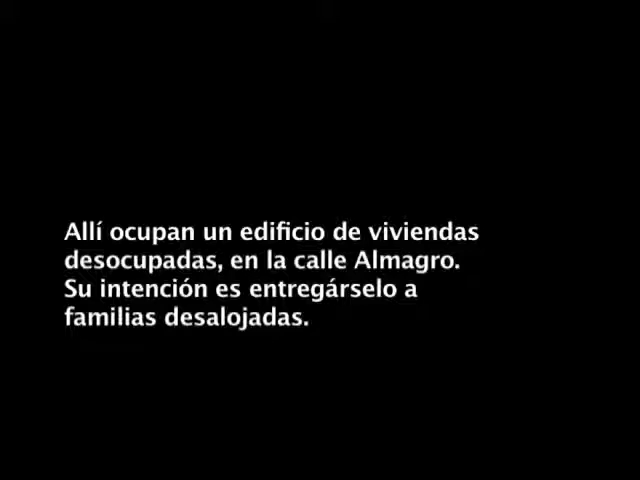 Allí ocupan un edificio de viviendas
desocupadas, en la calle Almagro.
Su intención es entregárselo a
familias desalojadas.